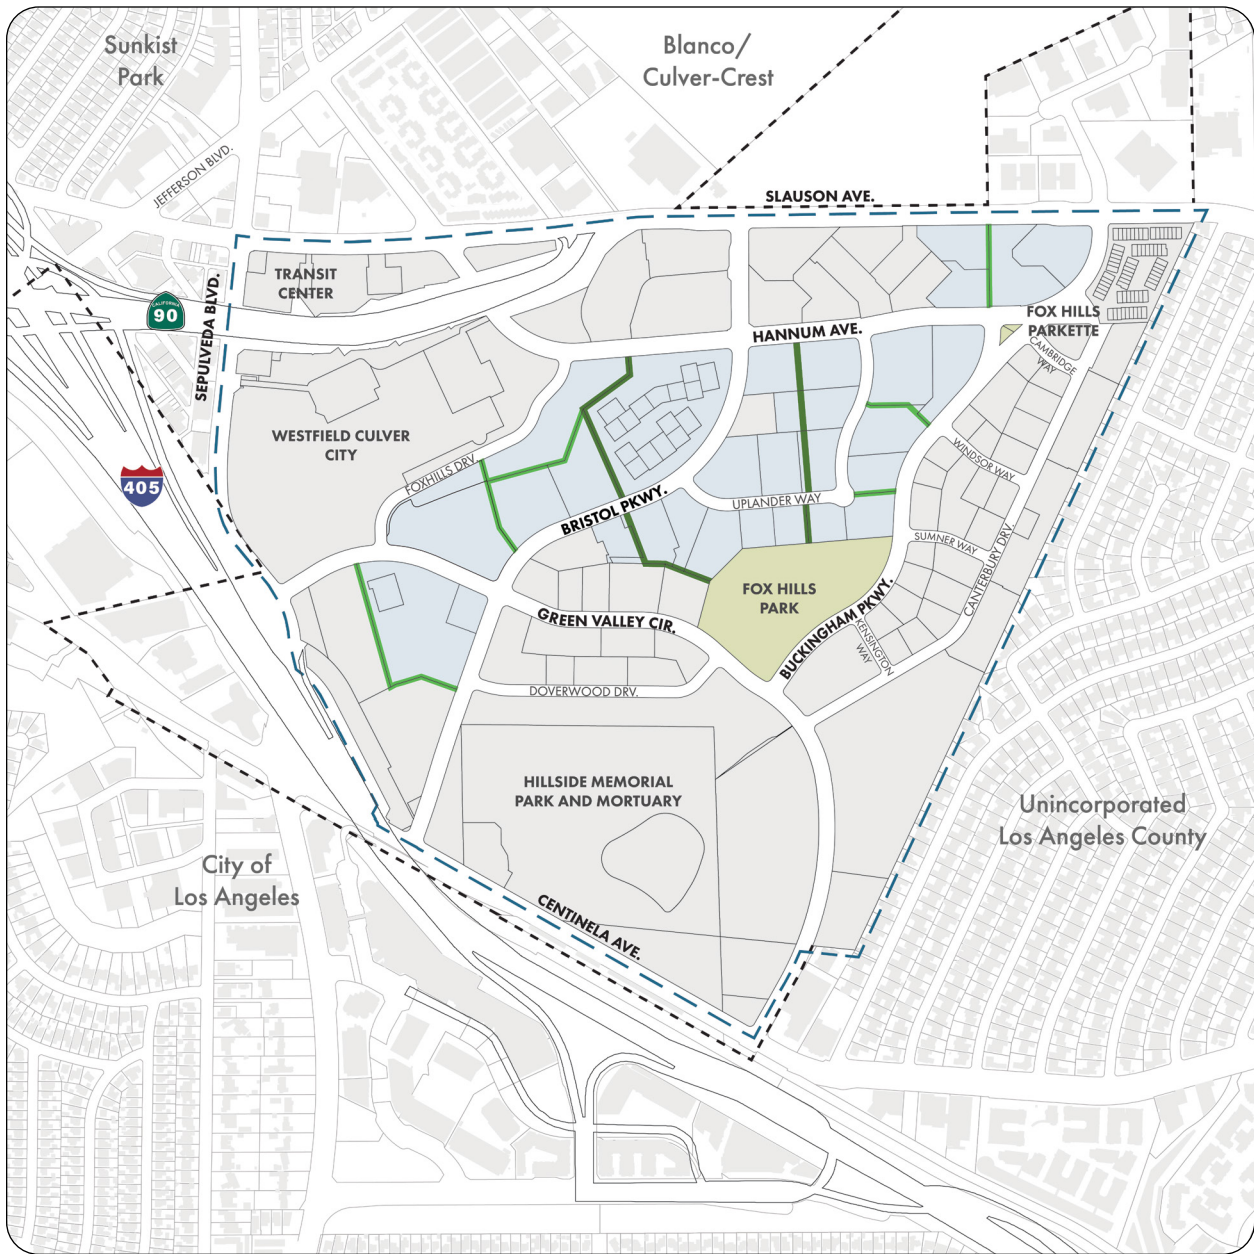 Sunkist
Park
Blanco/
Culver-Crest
JEFFERSON BLVD.
SLAUSON AVE.
TRANSIT
CENTER
SEPULVEDA BLVD.
CALIFORNIA
90
HANNUM AVE.
FOX HILLS
PARKETTE
CAMBRIDGE
WAY
WESTFIELD CULVER
CITY
FOXHILLS DRV.
WINDSOR WAY
405
BRISTOL PKWY.
UPLANDER WAY
SUMNER WAY
CANTERBURY DRV.
FOX HILLS
PARK
BUCKINGHAM PKWY.
KENSINGTON
WAY
GREEN VALLEY CIR.
DOVERWOOD DRV.
HILLSIDE MEMORIAL
PARK AND MORTUARY
Unincorporated
Los Angeles County
City of
Los Angeles
CENTINELA AVE.